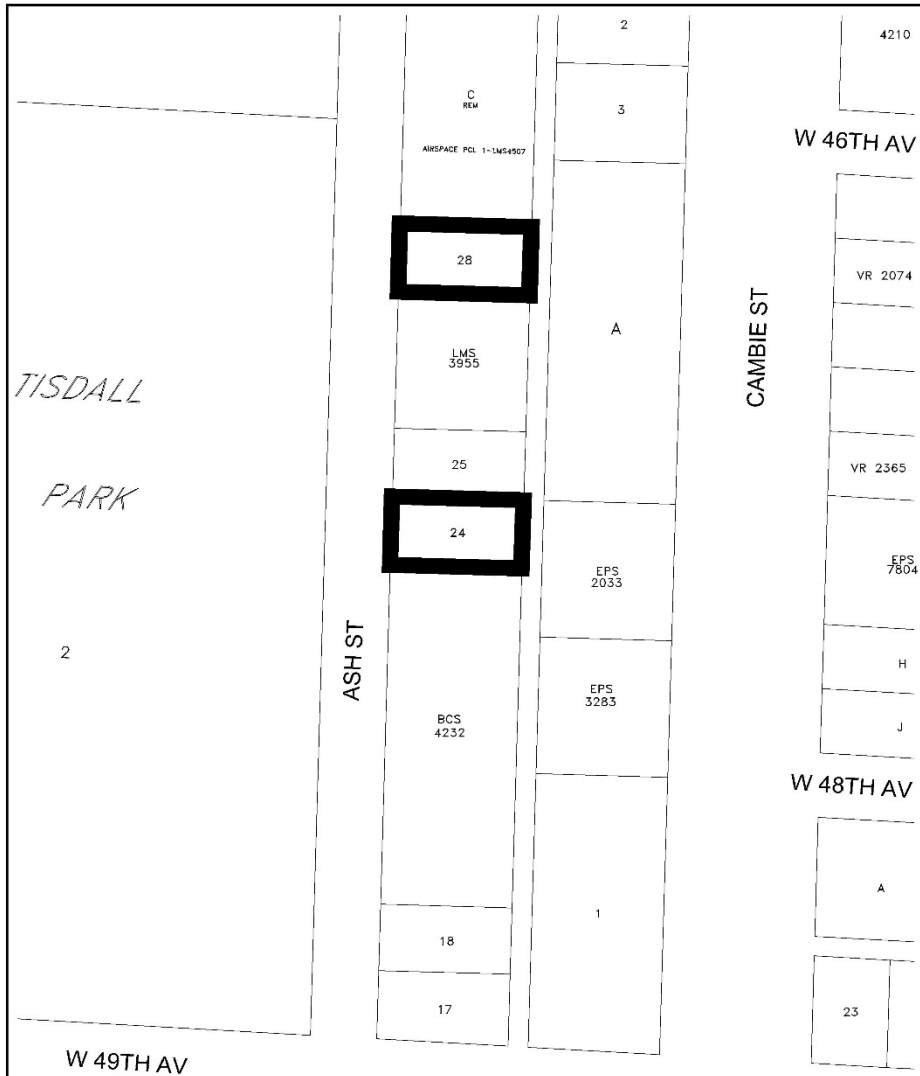 2
4210
C
REM
3
W 46TH AV
AIRSPACE PCL 1-LMS4507
28
VR 2074
CAMBIE ST
A
LMS
3955
TISDALL
25
VR 2365
PARK
24
EPS
2033
EPS
7804
ASH ST
2
H
EPS
3283
BCS
4232
J
W 48TH AV
A
1
18
17
23
W 49TH AV